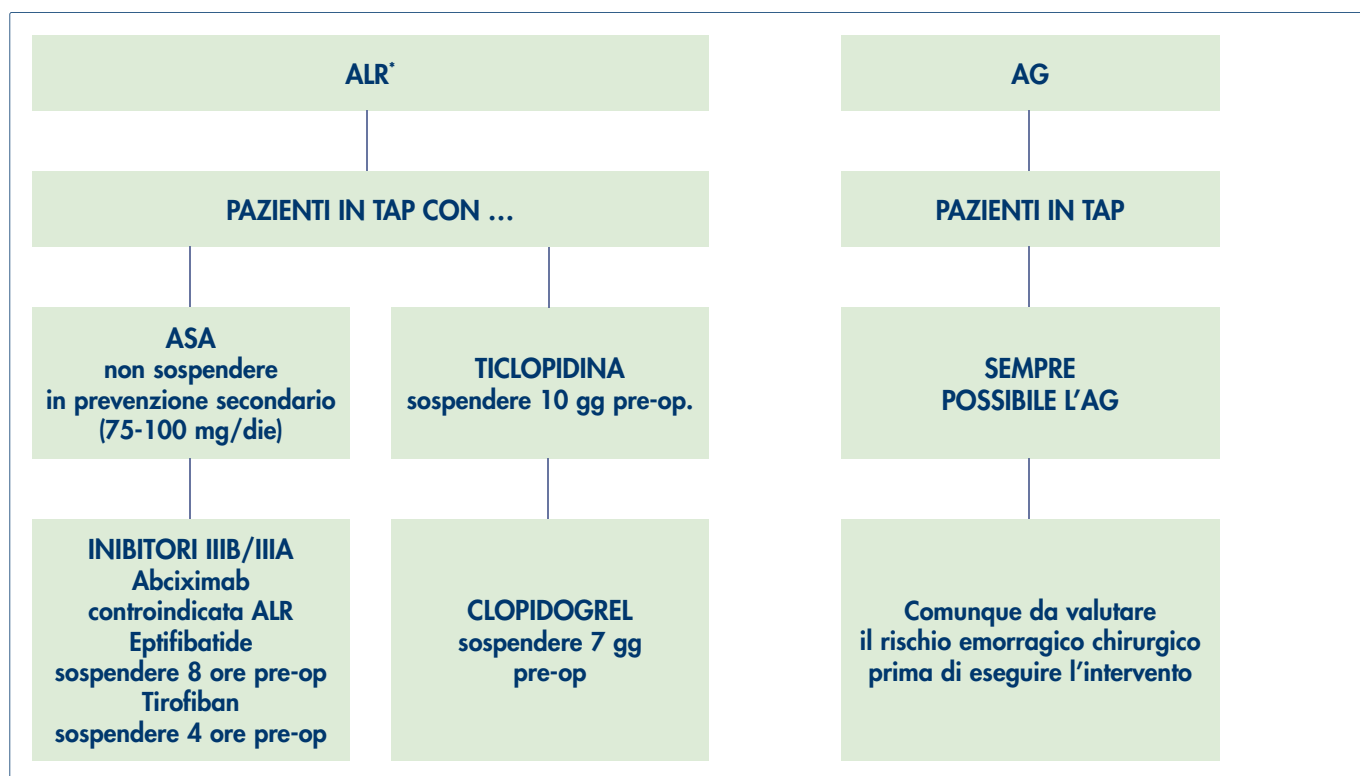 ALR*
PAZIENTI IN TAP CON …
ASA
non sospendere
in prevenzione secondario
(75-100 mg/die)
TICLOPIDINA
sospendere 10 gg pre-op.
INIBITORI IIIB/IIIA
Abciximab
controindicata ALR
Eptifibatide
sospendere 8 ore pre-op
Tirofiban
sospendere 4 ore pre-op
CLOPIDOGREL
sospendere 7 gg
pre-op
AG
PAZIENTI IN TAP
SEMPRE
POSSIBILE L’AG
Comunque da valutare
il rischio emorragico chirurgico
prima di eseguire l’intervento